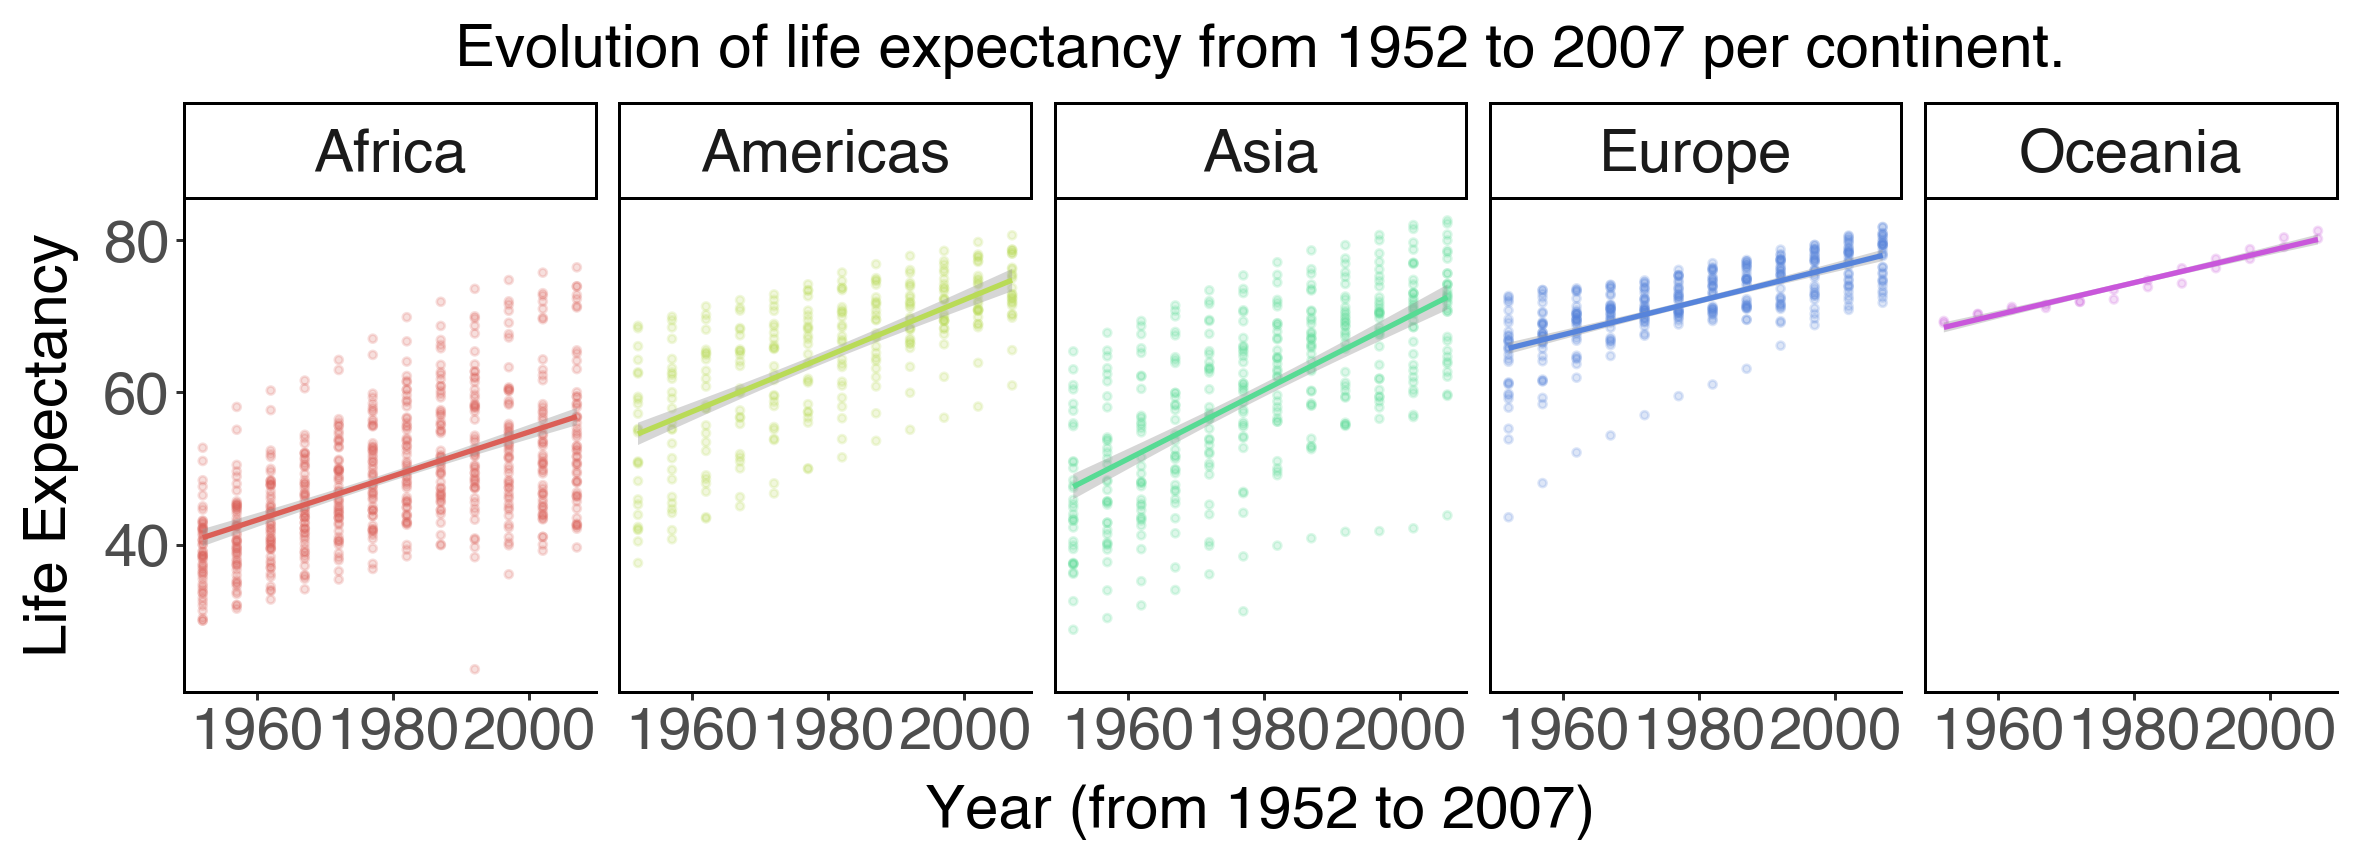 Evolution of life expectancy from 1952 to 2007 per continent.
Africa Americas Asia Europe Oceania
80
60
40
Life Expectancy
1960 1980 2000 1960 1980 2000 1960 1980 2000 1960 1980 2000 1960 1980 2000
Year (from 1952 to 2007)